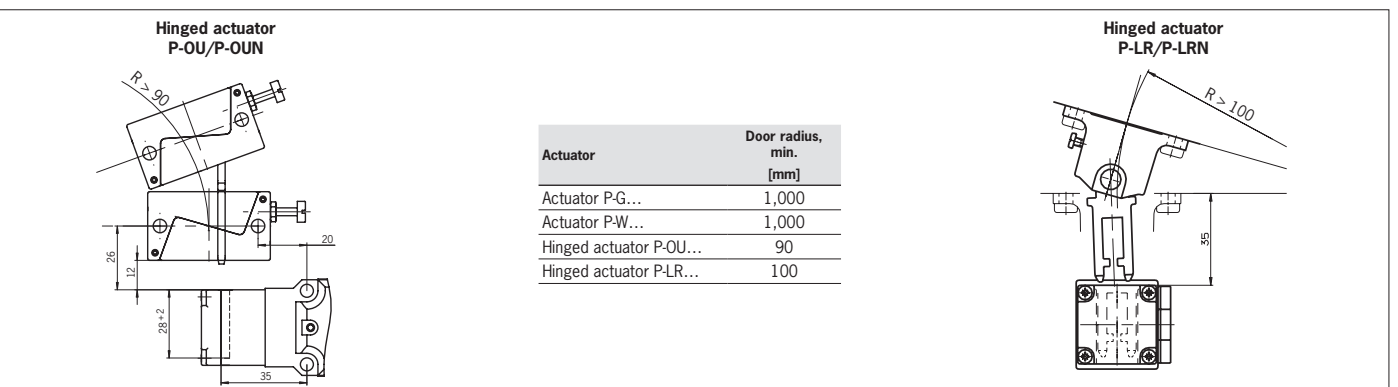 Hinged actuator
P-OU/P-OUN
R > 90
20
26
12
28+2
35
Actuator
Door radius,
min.
[mm]
Actuator P-G… 1,000
Actuator P-W… 1,000
Hinged actuator P-OU… 90
Hinged actuator P-LR… 100
Hinged actuator
P-LR/P-LRN
R > 100
35